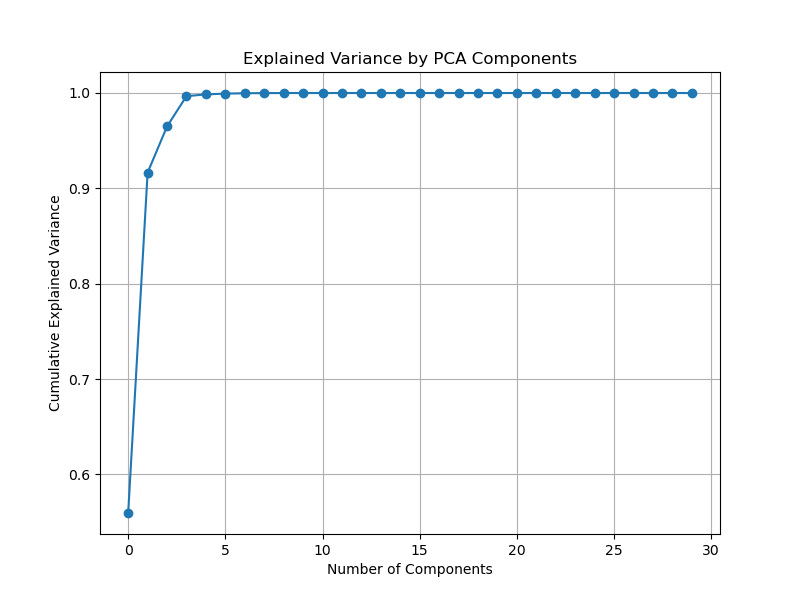 Explained Variance by PCA Components
1.0
0.9
0.8
0.7
0.6
Cumulative Explained Variance
0 5 10 15 20 25 30
Number of Components